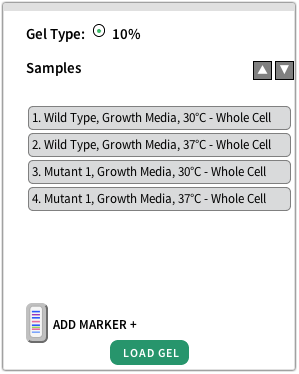 Gel Type: 10%
Samples
1. Wild Type, Growth Media, 30°C - Whole Cell
2. Wild Type, Growth Media, 37°C - Whole Cell
3. Mutant 1, Growth Media, 30°C - Whole Cell
4. Mutant 1, Growth Media, 37°C - Whole Cell
ADD MARKER +
LOAD GEL